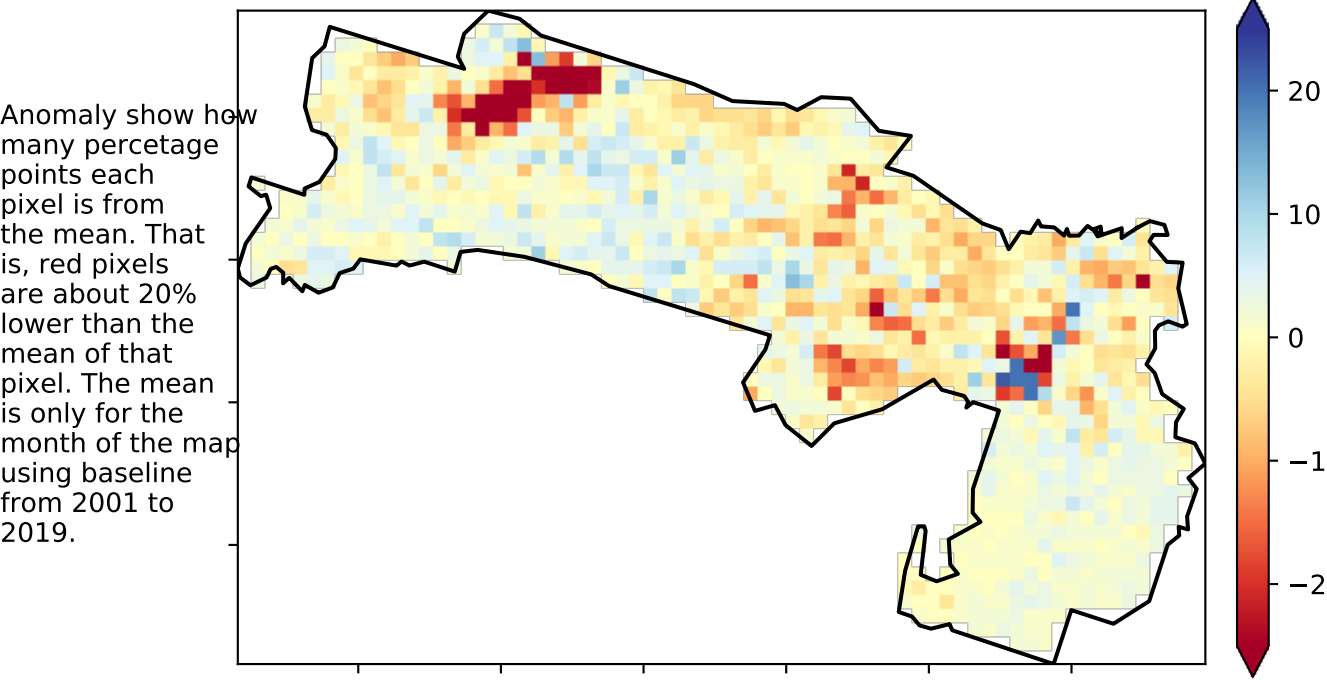 Anomaly show how
many percetage
points each
pixel is from
the mean. That
is, red pixels
are about 20%
lower than the
mean of that
pixel. The mean
is only for the
month of the map
using baseline
from 2001 to
2019.
20
10
0
−1
−2